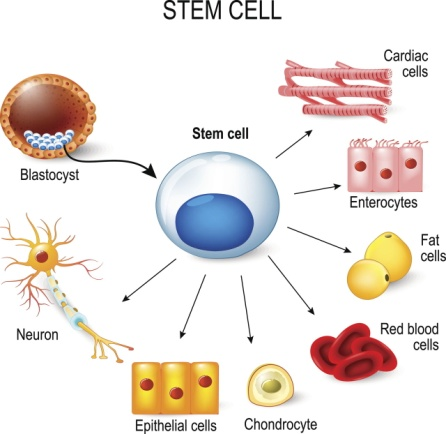 STEM CELL
Cardiac
cells
Stem cell
Blastocyst
Enterocytes
Fat
cells
Neuron
Red blood
cells
Epithelial cells
Chondrocyte